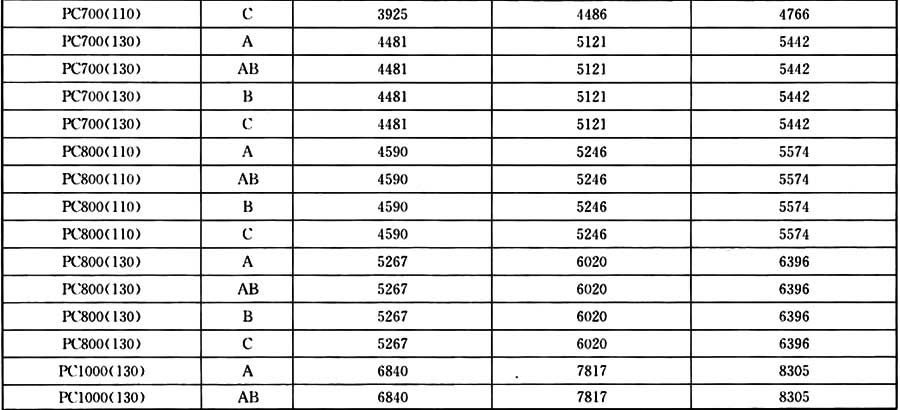 PC700(110) C 3925 4486 4766
PC700(130) A 4481 5121 5442
PC700(130) AB 4481 5121 5442
PC700(130) B 4481 5121 5442
PC700(130) C 4481 5121 5442
PC800(110) A 4590 5246 5574
PC800(110) AB 4590 5246 5574
PC800(110) B 4590 5246 5574
PC800(110) C 4590 5246 5574
PC800(130) A 5267 6020 6396
PC800(130) AB 5267 6020 6396
PC800(130) B 5267 6020 6396
PC800(130) C 5267 6020 6396
PC1000(130) A 6840 7817 8305
PC1000(130) AB 6840 7817 8305